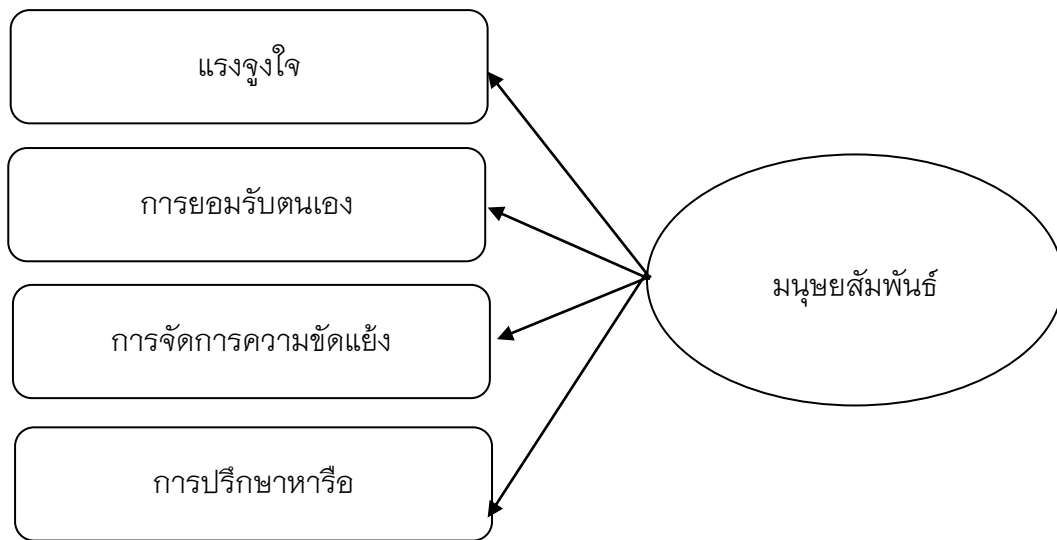 แรงจูงใจ
การยอมรับตนเอง
การจัดการความขัดแย้ง
การปรึกษาหารือ
มนุษยสัมพันธ์